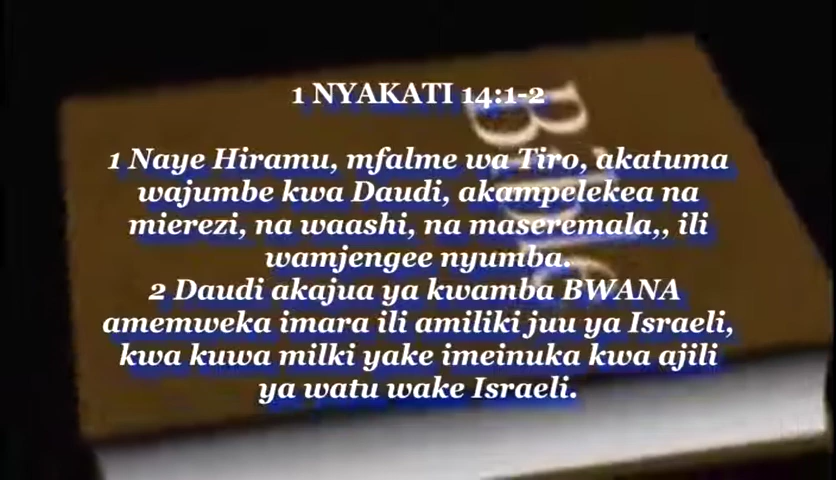 1 NYAKATI 14:1-2
1 Naye Hiramu, mfalme wa Tiro, akatuma
wajumbe kwa Daudi, akampelekea na
mierezi, na waashi, na maseremala,, ili
wamjengee nyumba.
2 Daudi akajua ya kwamba BWANA
amemweka imara ili amiliki juu ya Israeli,
kwa kuwa milki yake imeinuka kwa ajili
ya watu wake Israeli.
Bible